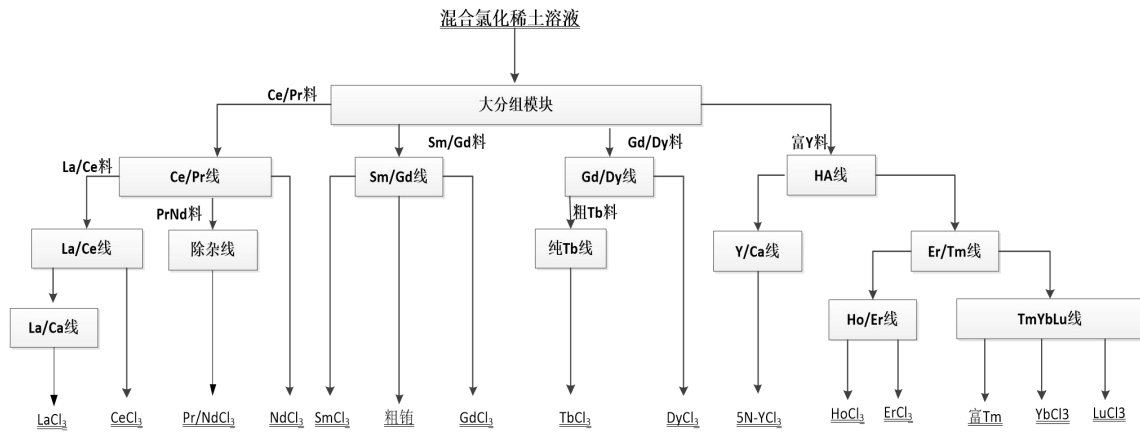 混合氯化稀土溶液
Ce/Pr料
大分组模块
Sm/Gd料
Gd/Dy料
富Y料
La/Ce料
Ce/Pr线
Sm/Gd线
Gd/Dy线
HA线
PrNd料
粗Tb料
La/Ce线
除杂线
纯Tb线
Y/Ca线
Er/Tm线
La/Ca线
Ho/Er线
TmYbLu线
LaCl₃
CeCl₃
Pr/NdCl₃
NdCl₃
SmCl₃
粗铕
GdCl₃
TbCl₃
DyCl₃
5N-YCl₃
HoCl₃
ErCl₃
富Tm
YbCl3
LuCl3